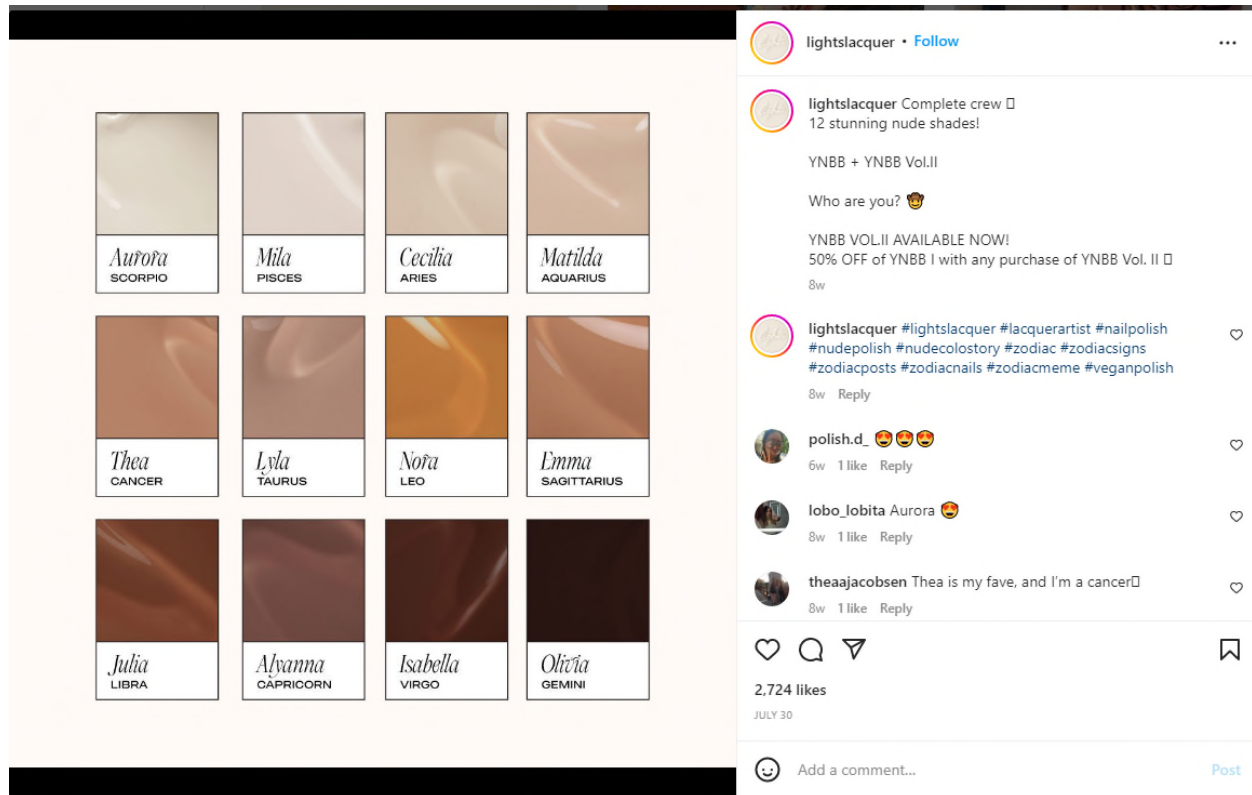 Aurora
SCORPIO
Mila
PISCES
Cecilia
ARIES
Matilda
AQUARIUS
Thea
CANCER
Lyla
TAURUS
Nora
LEO
Emma
SAGITTARIUS
Julia
LIBRA
Alyanna
CAPRICORN
Isabella
VIRGO
Olivia
GEMINI
lightslacquer • Follow
lightslacquer Complete crew
12 stunning nude shades!
YNBB + YNBB Vol.II
Who are you? 🤠
YNBB VOL.II AVAILABLE NOW!
50% OFF of YNBB I with any purchase of YNBB Vol. II
8w
lightslacquer #lightslacquer #lacquerartist #nailpolish
#nudepolish #nudecolostory #zodiac #zodiacsigns
#zodiacposts #zodiacnails #zodiacmeme #veganpolish
8w Reply
polish.d_ 😍😍😍
6w 1 like Reply
lobo_lobita Aurora 😍
8w 1 like Reply
theaajacobsen Thea is my fave, and I'm a cancer
8w 1 like Reply
2,724 likes
JULY 30
Add a comment... Post